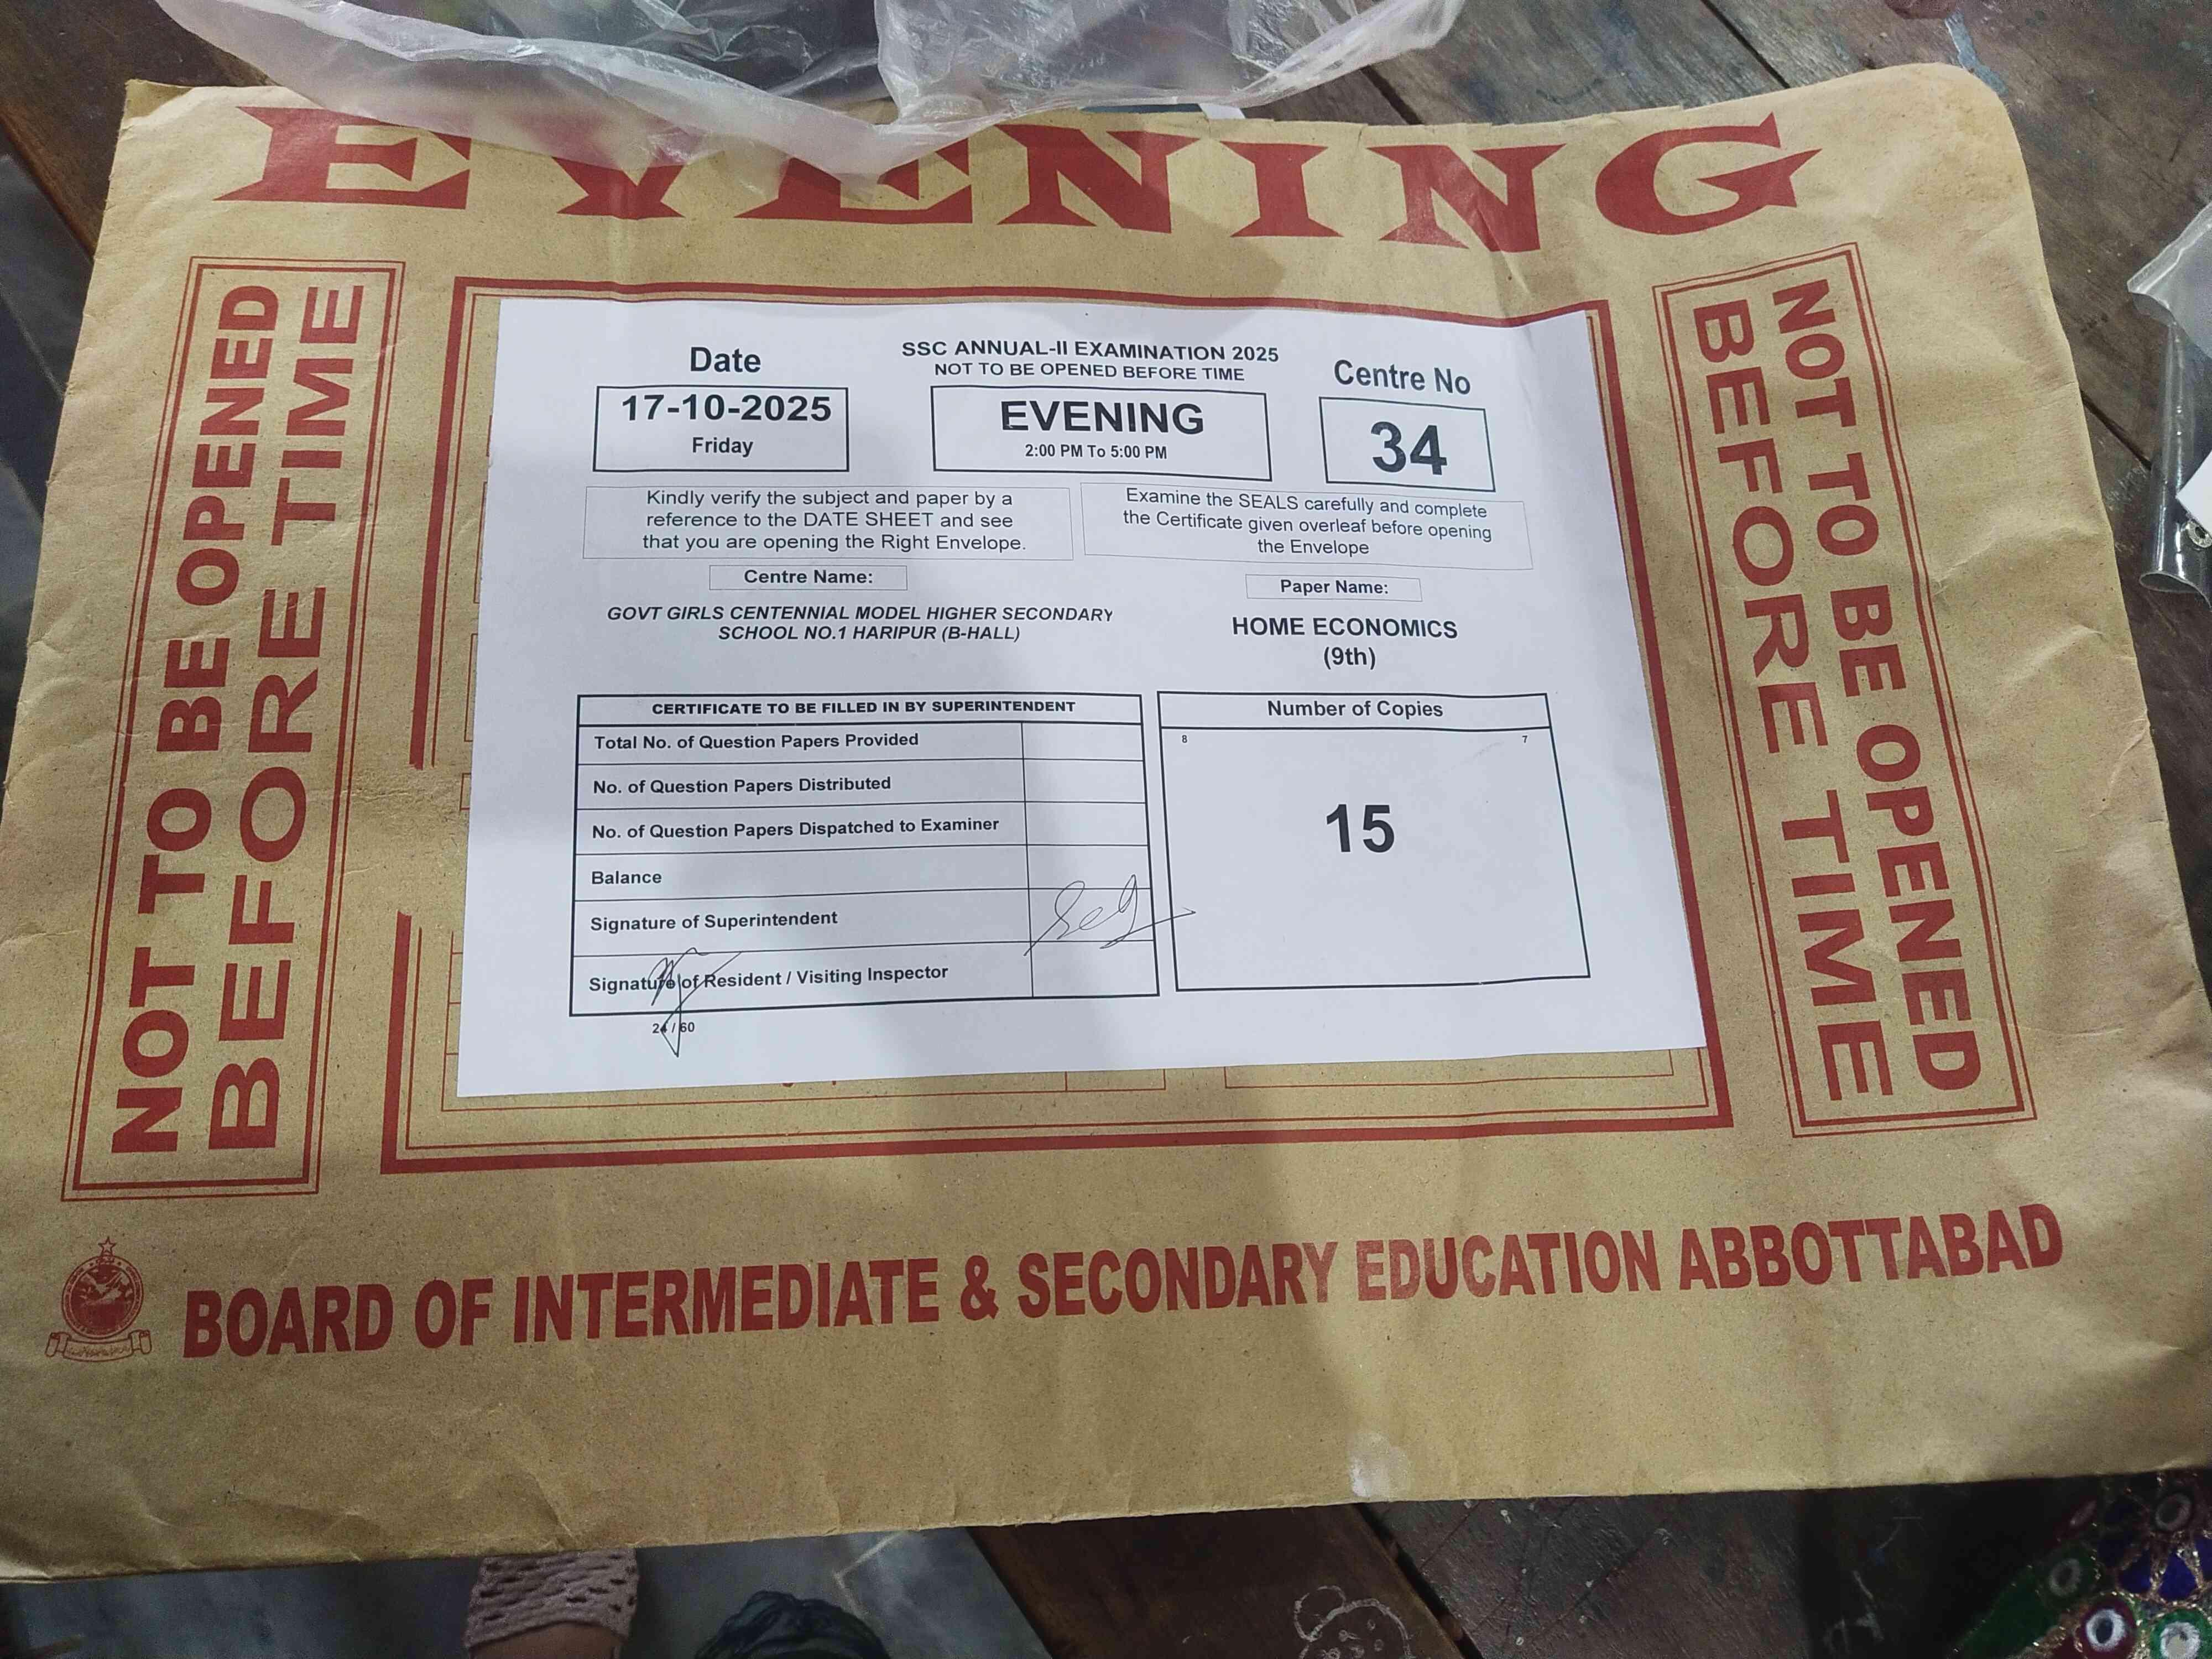 EVENING
NOT TO BE OPENED
BEFORE TIME
Date
17-10-2025
Friday
SSC ANNUAL-II EXAMINATION 2025
NOT TO BE OPENED BEFORE TIME
EVENING
2:00 PM To 5:00 PM
Centre No
34
Kindly verify the subject and paper by a
reference to the DATE SHEET and see
that you are opening the Right Envelope.
Examine the SEALS carefully and complete
the Certificate given overleaf before opening
the Envelope
Centre Name:
GOVT GIRLS CENTENNIAL MODEL HIGHER SECONDARY
SCHOOL NO.1 HARIPUR (B-HALL)
Paper Name:
HOME ECONOMICS
(9th)
CERTIFICATE TO BE FILLED IN BY SUPERINTENDENT
Total No. of Question Papers Provided
No. of Question Papers Distributed
No. of Question Papers Dispatched to Examiner
Balance
Signature of Superintendent
Signature of Resident / Visiting Inspector
Number of Copies
8 7
15
NOT TO BE OPENED
BEFORE TIME
BOARD OF INTERMEDIATE & SECONDARY EDUCATION ABBOTTABAD